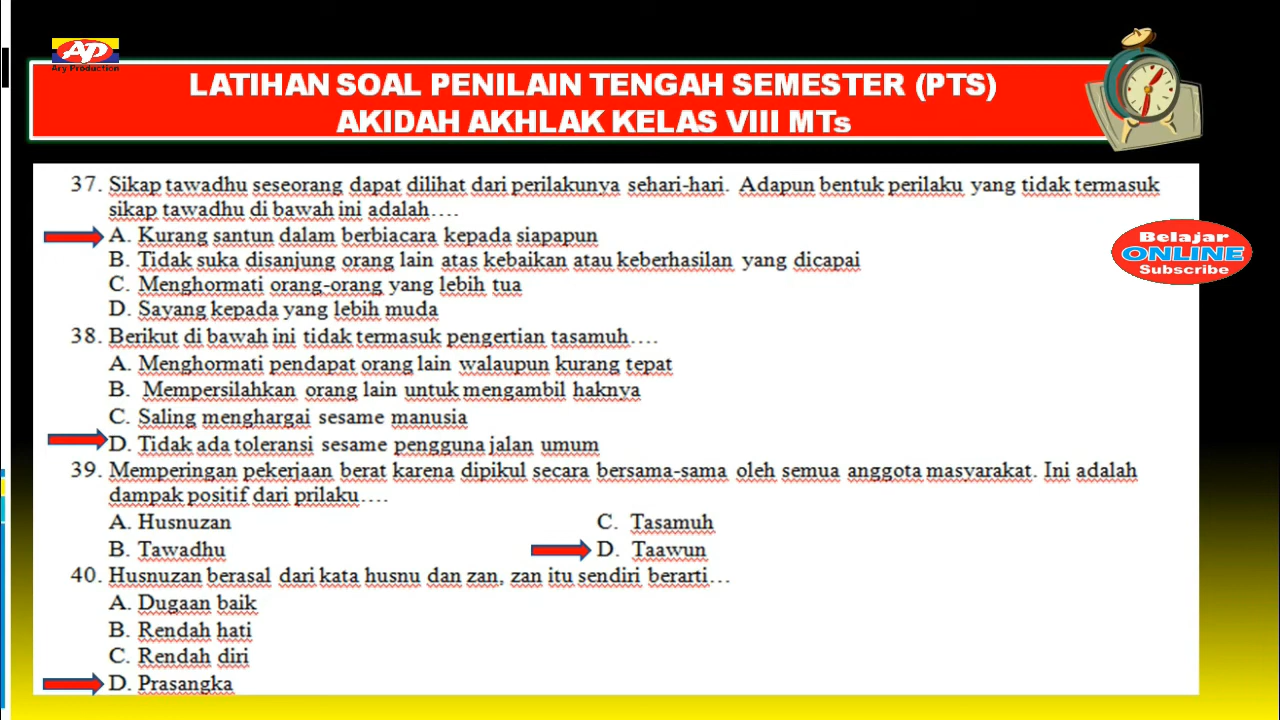 AP
Ary Production
LATIHAN SOAL PENILAIN TENGAH SEMESTER (PTS)
AKIDAH AKHLAK KELAS VIII MTs
37. Sikap tawadhu seseorang dapat dilihat dari perilakunya sehari-hari. Adapun bentuk perilaku yang tidak termasuk
sikap tawadhu di bawah ini adalah....
A. Kurang santun dalam berbiacara kepada siapapun
B. Tidak suka disanjung orang lain atas kebaikan atau keberhasilan yang dicapai
C. Menghormati orang-orang yang lebih tua
D. Sayang kepada yang lebih muda
Belajar
ONLINE
Subscribe
38. Berikut di bawah ini tidak termasuk pengertian tasamuh....
A. Menghormati pendapat orang lain walaupun kurang tepat
B. Mempersilahkan orang lain untuk mengambil haknya
C. Saling menghargai sesame manusia
D. Tidak ada toleransi sesame pengguna jalan umum
39. Memperingan pekerjaan berat karena dipikul secara bersama-sama oleh semua anggota masyarakat. Ini adalah
dampak positif dari prilaku....
A. Husnuzan
B. Tawadhu
C. Tasamuh
D. Taawun
40. Husnuzan berasal dari kata husnu dan zan, zan itu sendiri berarti...
A. Dugaan baik
B. Rendah hati
C. Rendah diri
D. Prasangka